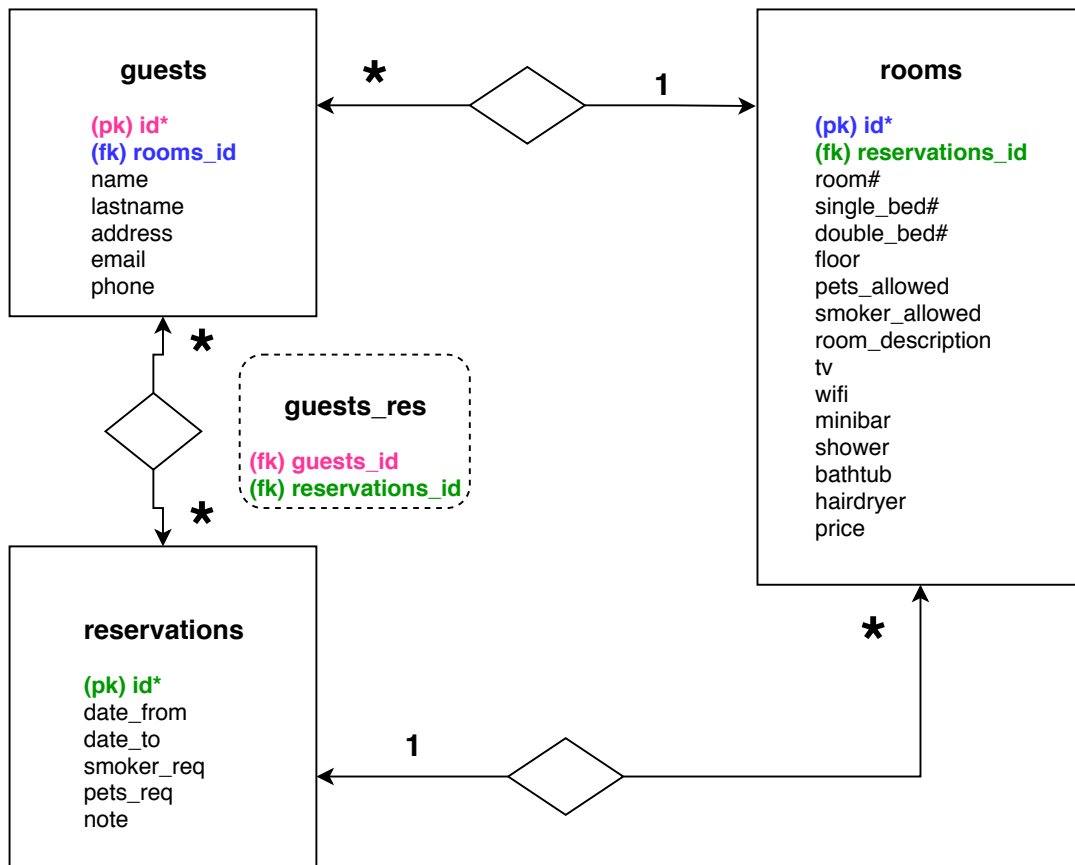 guests
(pk) id*
(fk) rooms_id
name
lastname
address
email
phone
*
1
rooms
(pk) id*
(fk) reservations_id
room#
single_bed#
double_bed#
floor
pets_allowed
smoker_allowed
room_description
tv
wifi
minibar
shower
bathtub
hairdryer
price
*
guests_res
(fk) guests_id
(fk) reservations_id
*
reservations
(pk) id*
date_from
date_to
smoker_req
pets_req
note
1
*